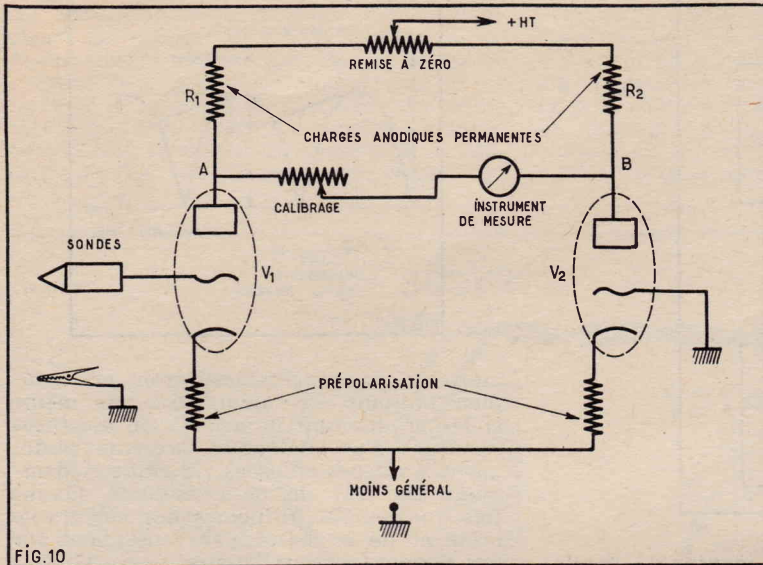 +HT
REMISE À ZÉRO
R1
R2
CHARGES ANODIQUES PERMANENTES
A
B
CALIBRAGE
INSTRUMENT
DE MESURE
SONDES
V1
V2
PRÉPOLARISATION
MOINS GÉNÉRAL
FIG.10